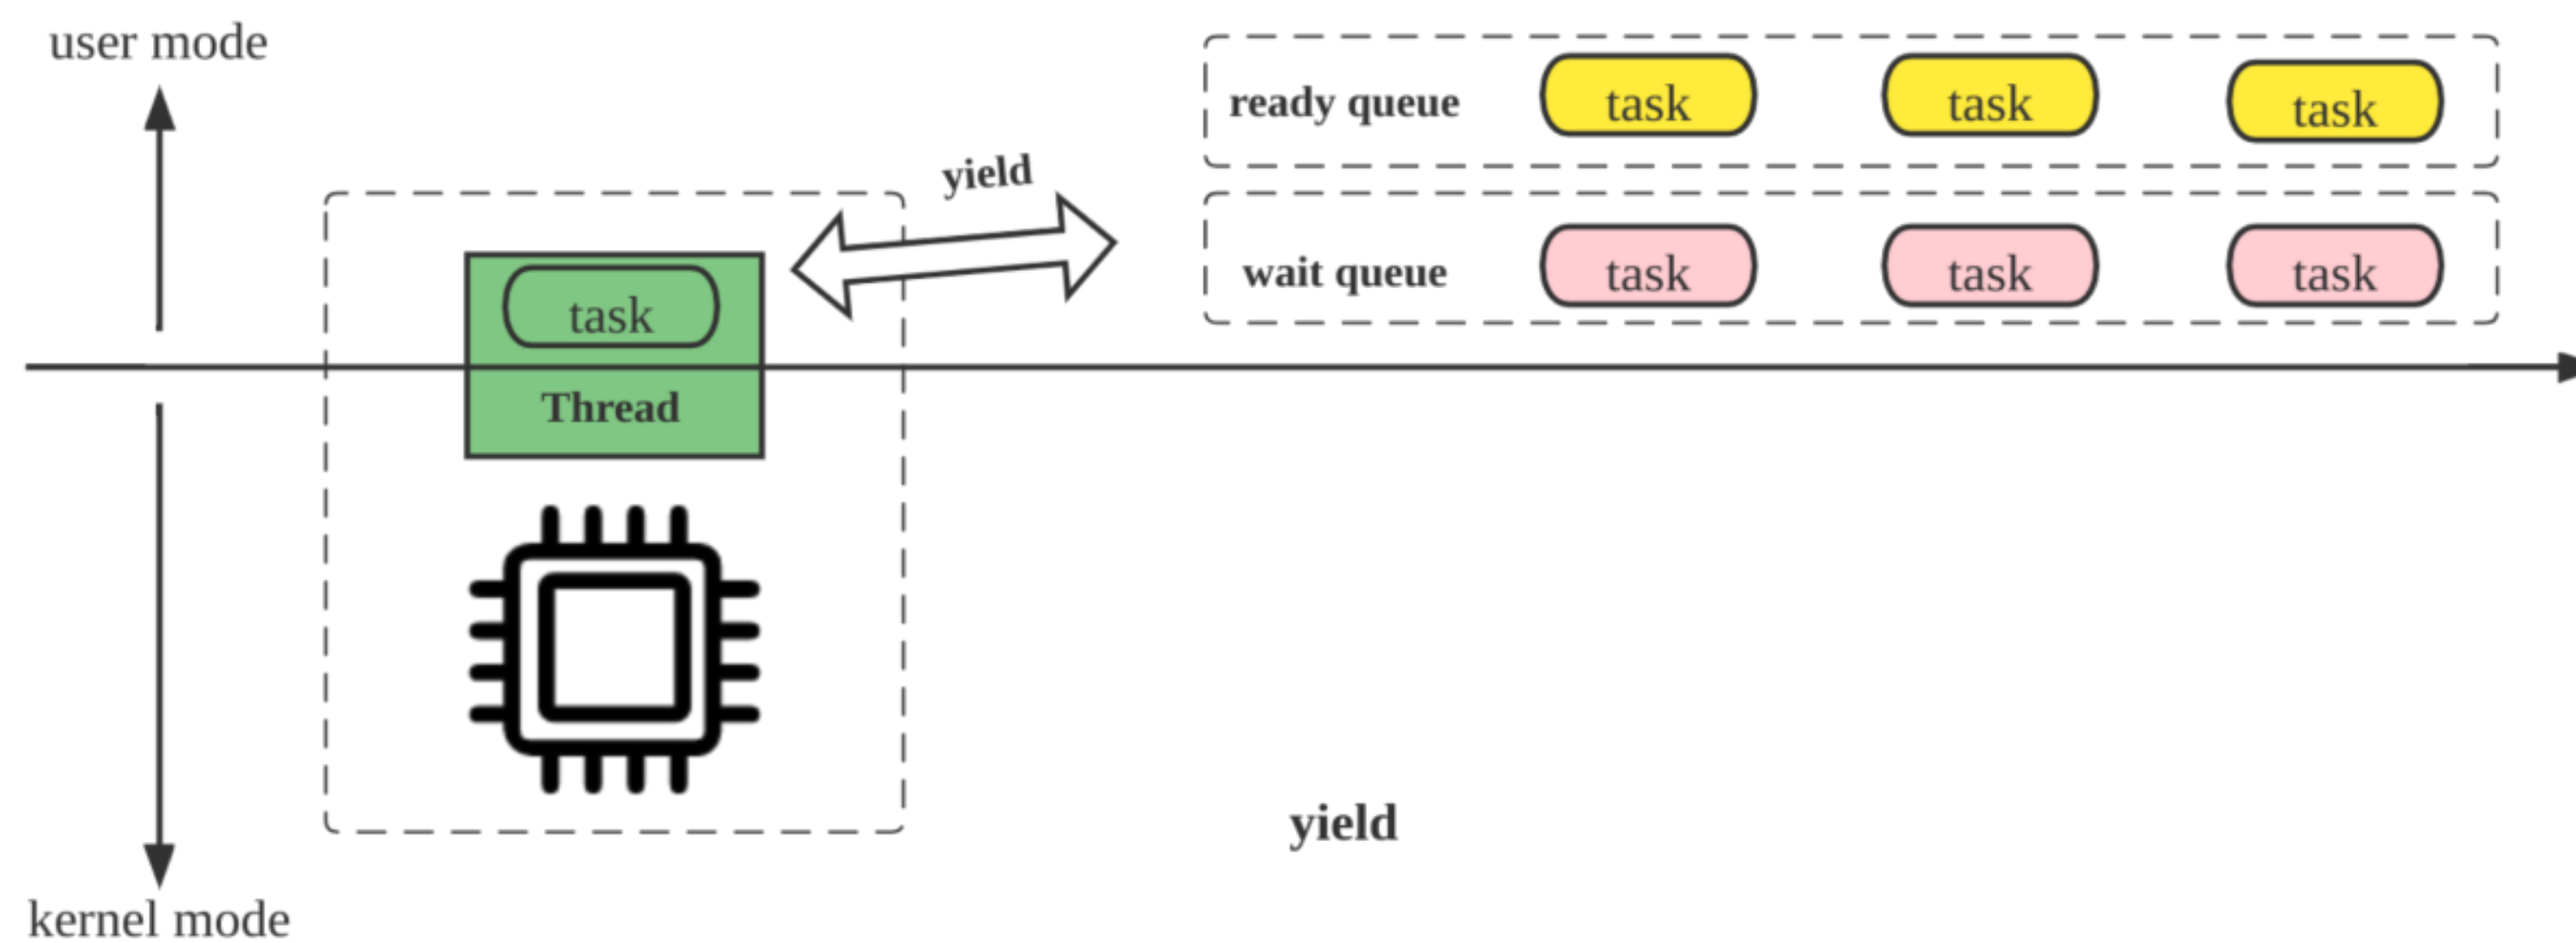 user mode
ready queue task task task
yield
wait queue task task task
task
Thread
yield
kernel mode